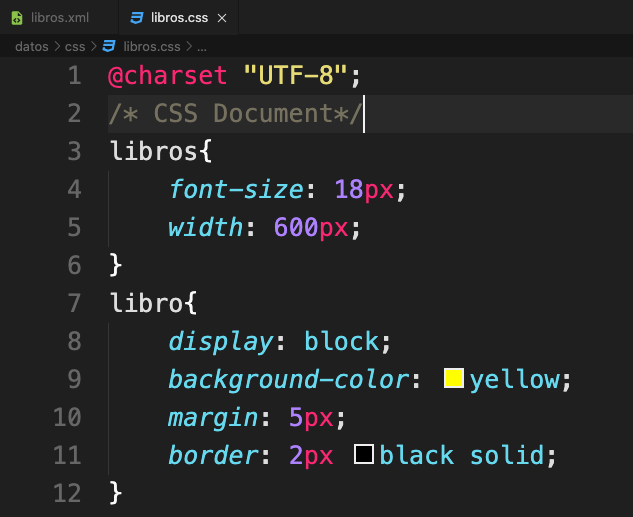 libros.xml libros.css ×
datos > css > libros.css > ...
1 @charset "UTF-8";
2 /* CSS Document*/
3 libros{
4     font-size: 18px;
5     width: 600px;
6 }
7 libro{
8     display: block;
9     background-color: yellow;
10     margin: 5px;
11     border: 2px black solid;
12 }